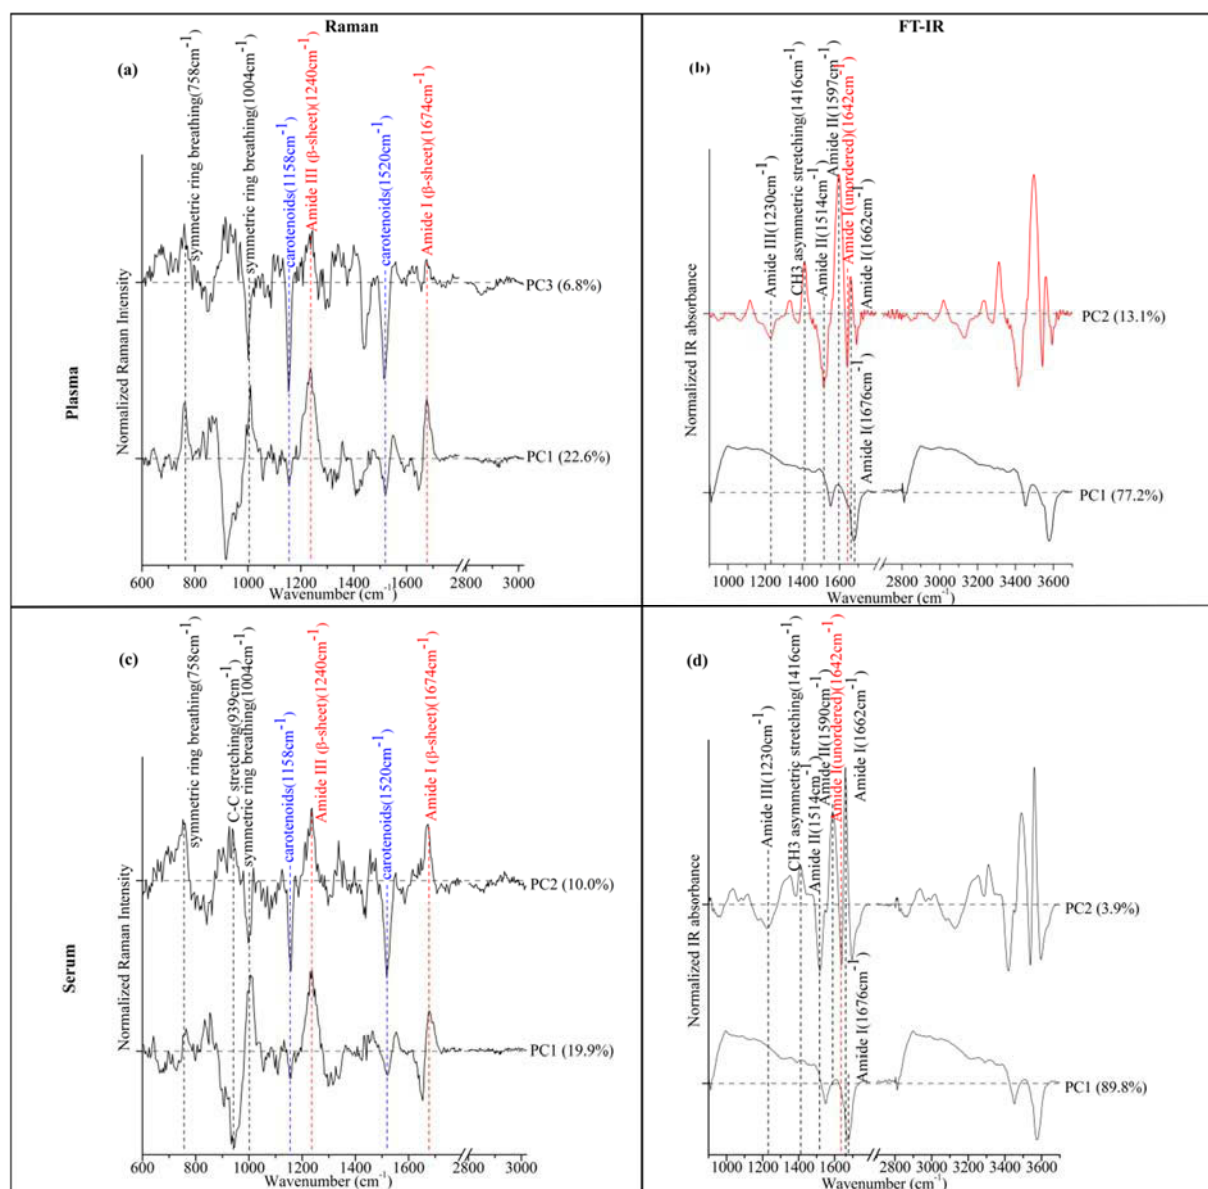 Raman
FT-IR
Plasma
(a)
Normalized Raman Intensity
symmetric ring breathing(758cm-1)
symmetric ring breathing(1004cm-1)
carotenoids(1158cm-1)
Amide III (β-sheet)(1240cm-1)
carotenoids(1520cm-1)
Amide I (β-sheet)(1674cm-1)
PC3 (6.8%)
PC1 (22.6%)
600 800 1000 1200 1400 1600 2800 3000
Wavenumber (cm-1)
(b)
Normalized IR absorbance
Amide III(1230cm-1)
CH3 asymmetric stretching(1416cm-1)
Amide II(1514cm-1)
Amide II(1597cm-1)
Amide I(unordered)(1642cm-1)
Amide I(1662cm-1)
Amide I(1676cm-1)
PC2 (13.1%)
PC1 (77.2%)
1000 1200 1400 1600 2800 3000 3400 3600
Wavenumber (cm-1)
Serum
(c)
Normalized Raman Intensity
symmetric ring breathing(758cm-1)
C-C stretching(939cm-1)
symmetric ring breathing(1004cm-1)
carotenoids(1158cm-1)
Amide III (β-sheet)(1240cm-1)
carotenoids(1520cm-1)
Amide I (β-sheet)(1674cm-1)
PC2 (10.0%)
PC1 (19.9%)
600 800 1000 1200 1400 1600 2800 3000
Wavenumber (cm-1)
(d)
Normalized IR absorbance
Amide III(1230cm-1)
CH3 asymmetric stretching(1416cm-1)
Amide II(1514cm-1)
Amide II(1590cm-1)
Amide I(unordered)(1642cm-1)
Amide I(1662cm-1)
Amide I(1676cm-1)
PC2 (3.9%)
PC1 (89.8%)
1000 1200 1400 1600 2800 3000 3400 3600
Wavenumber (cm-1)